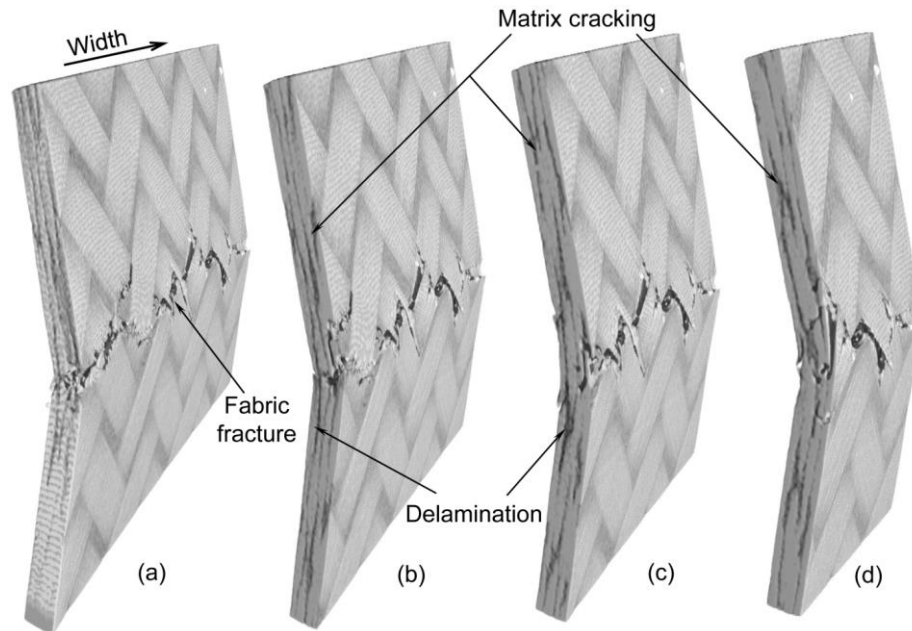 Width
Matrix cracking
Fabric
fracture
Delamination
(a)
(b)
(c)
(d)